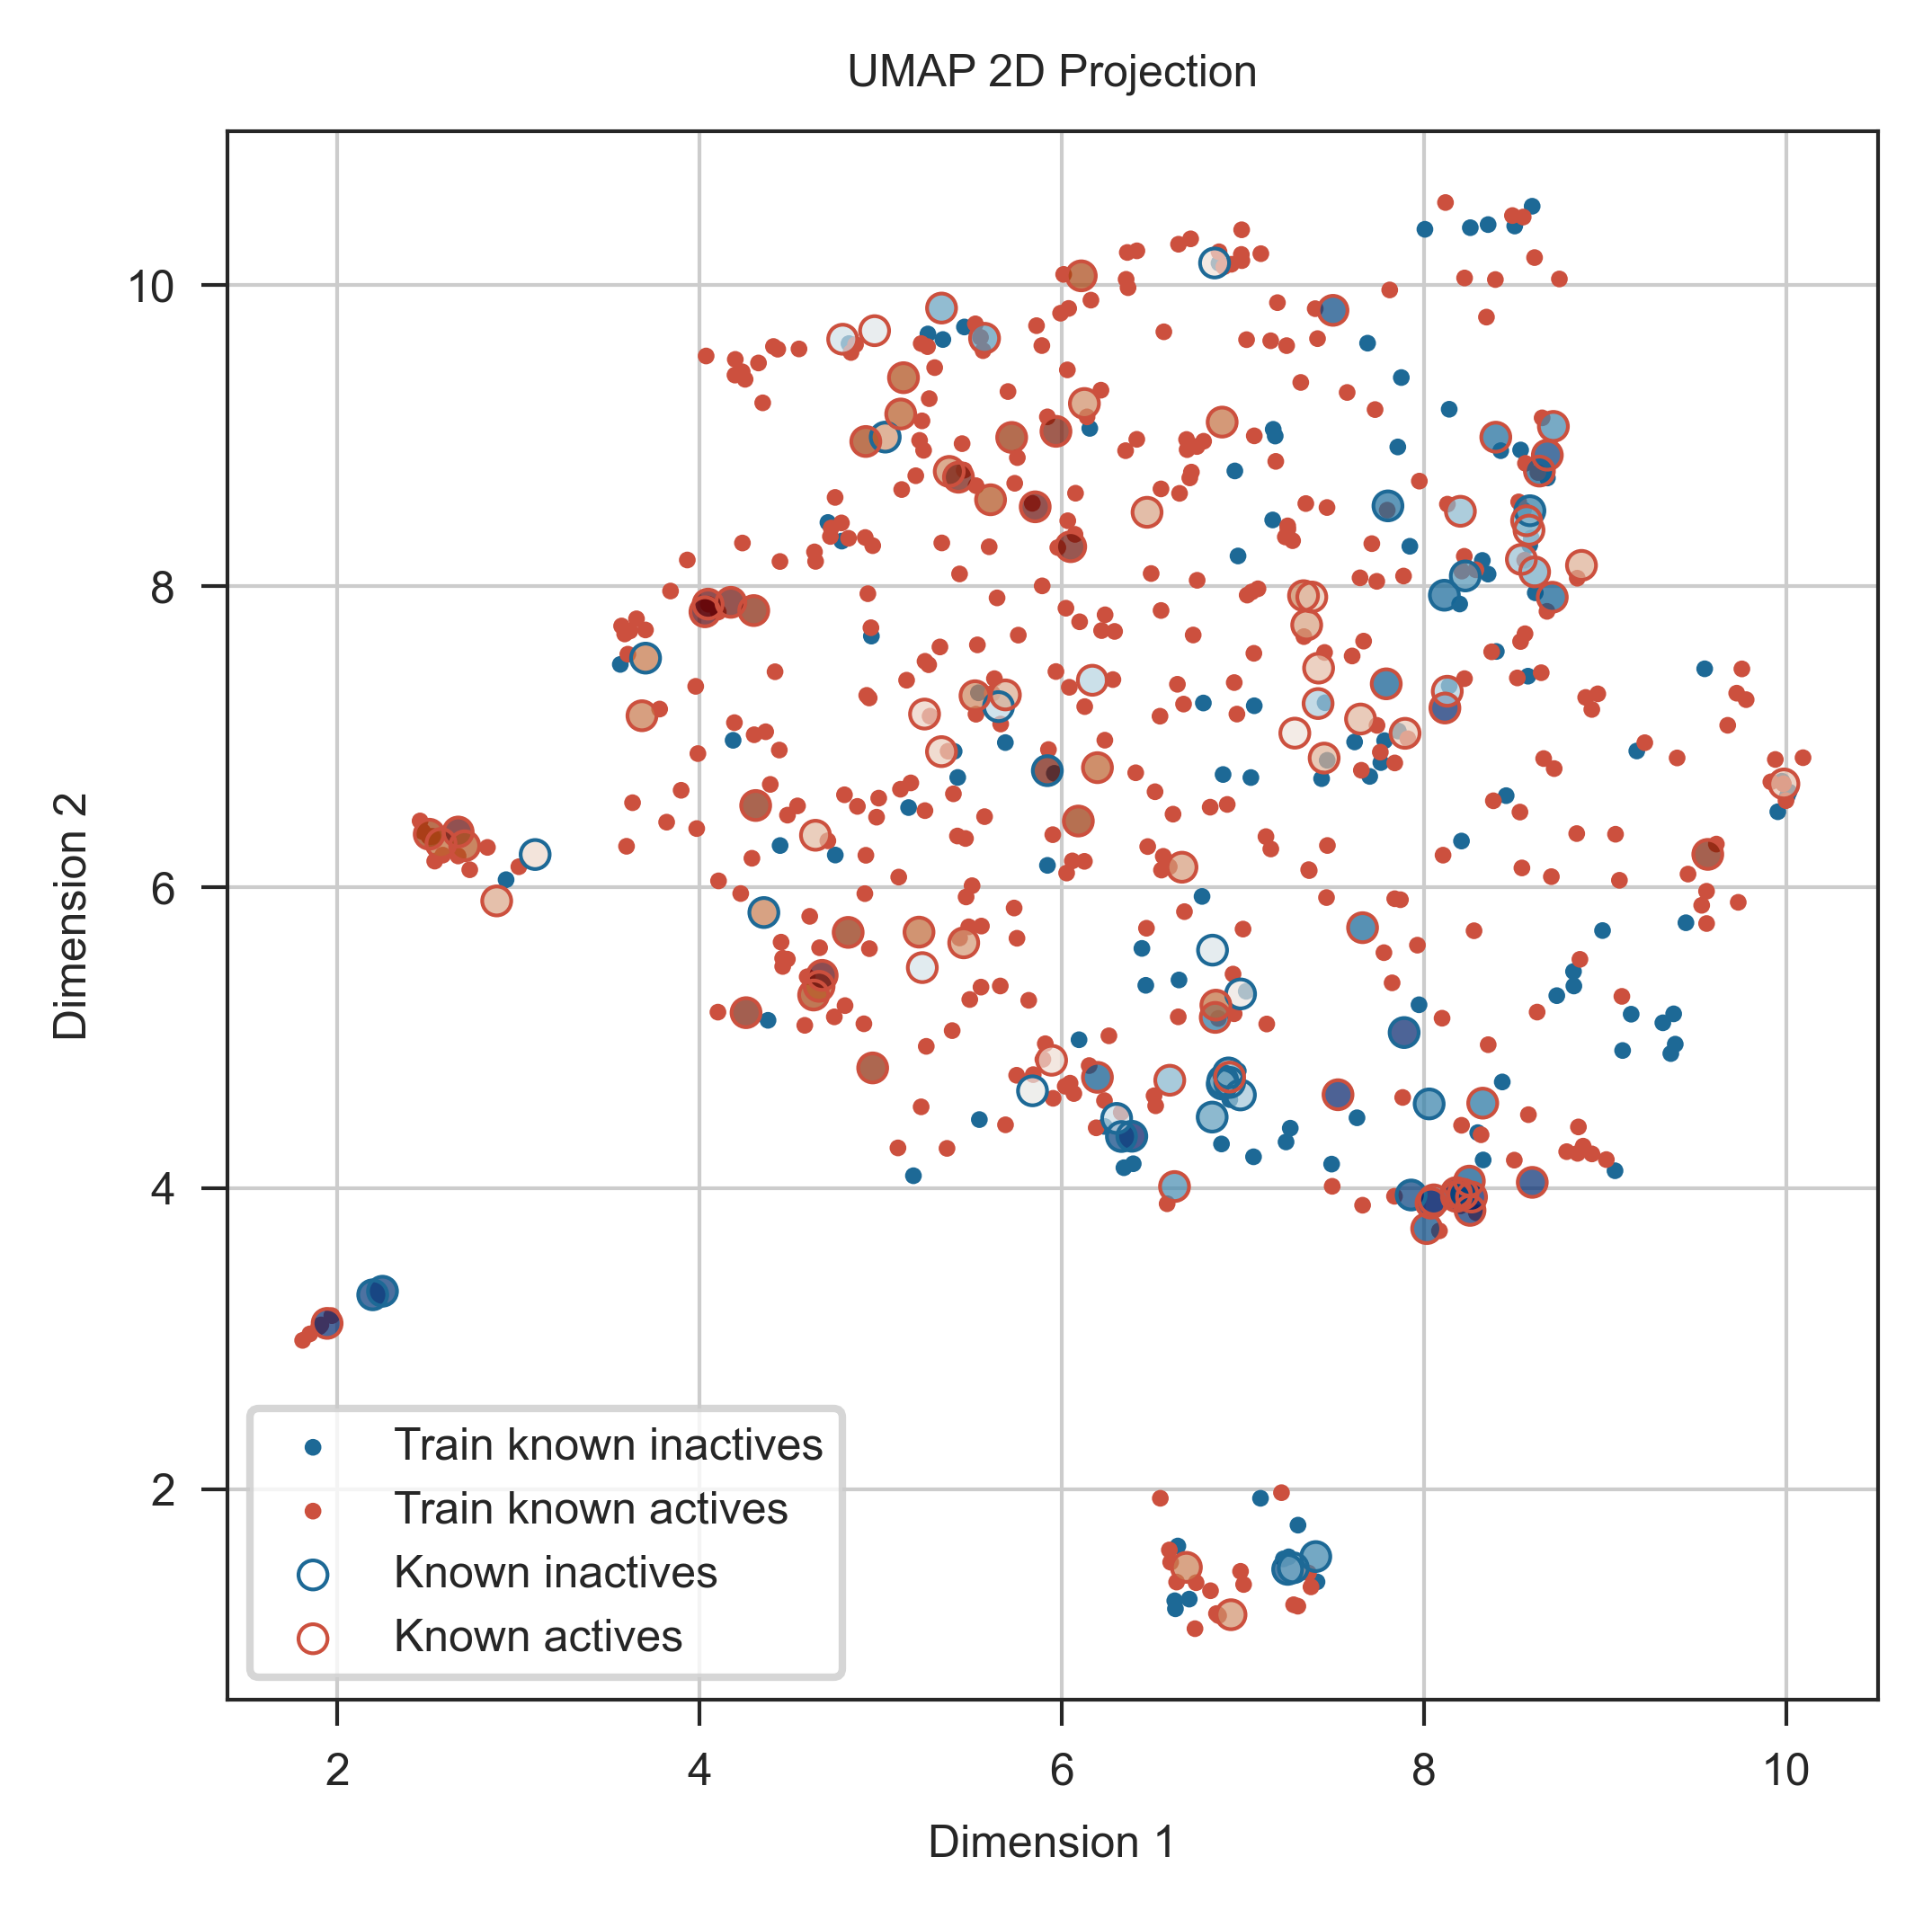 UMAP 2D Projection
10
8
6
4
2
Dimension 2
Train known inactives
Train known actives
Known inactives
Known actives
2 4 6 8 10
Dimension 1